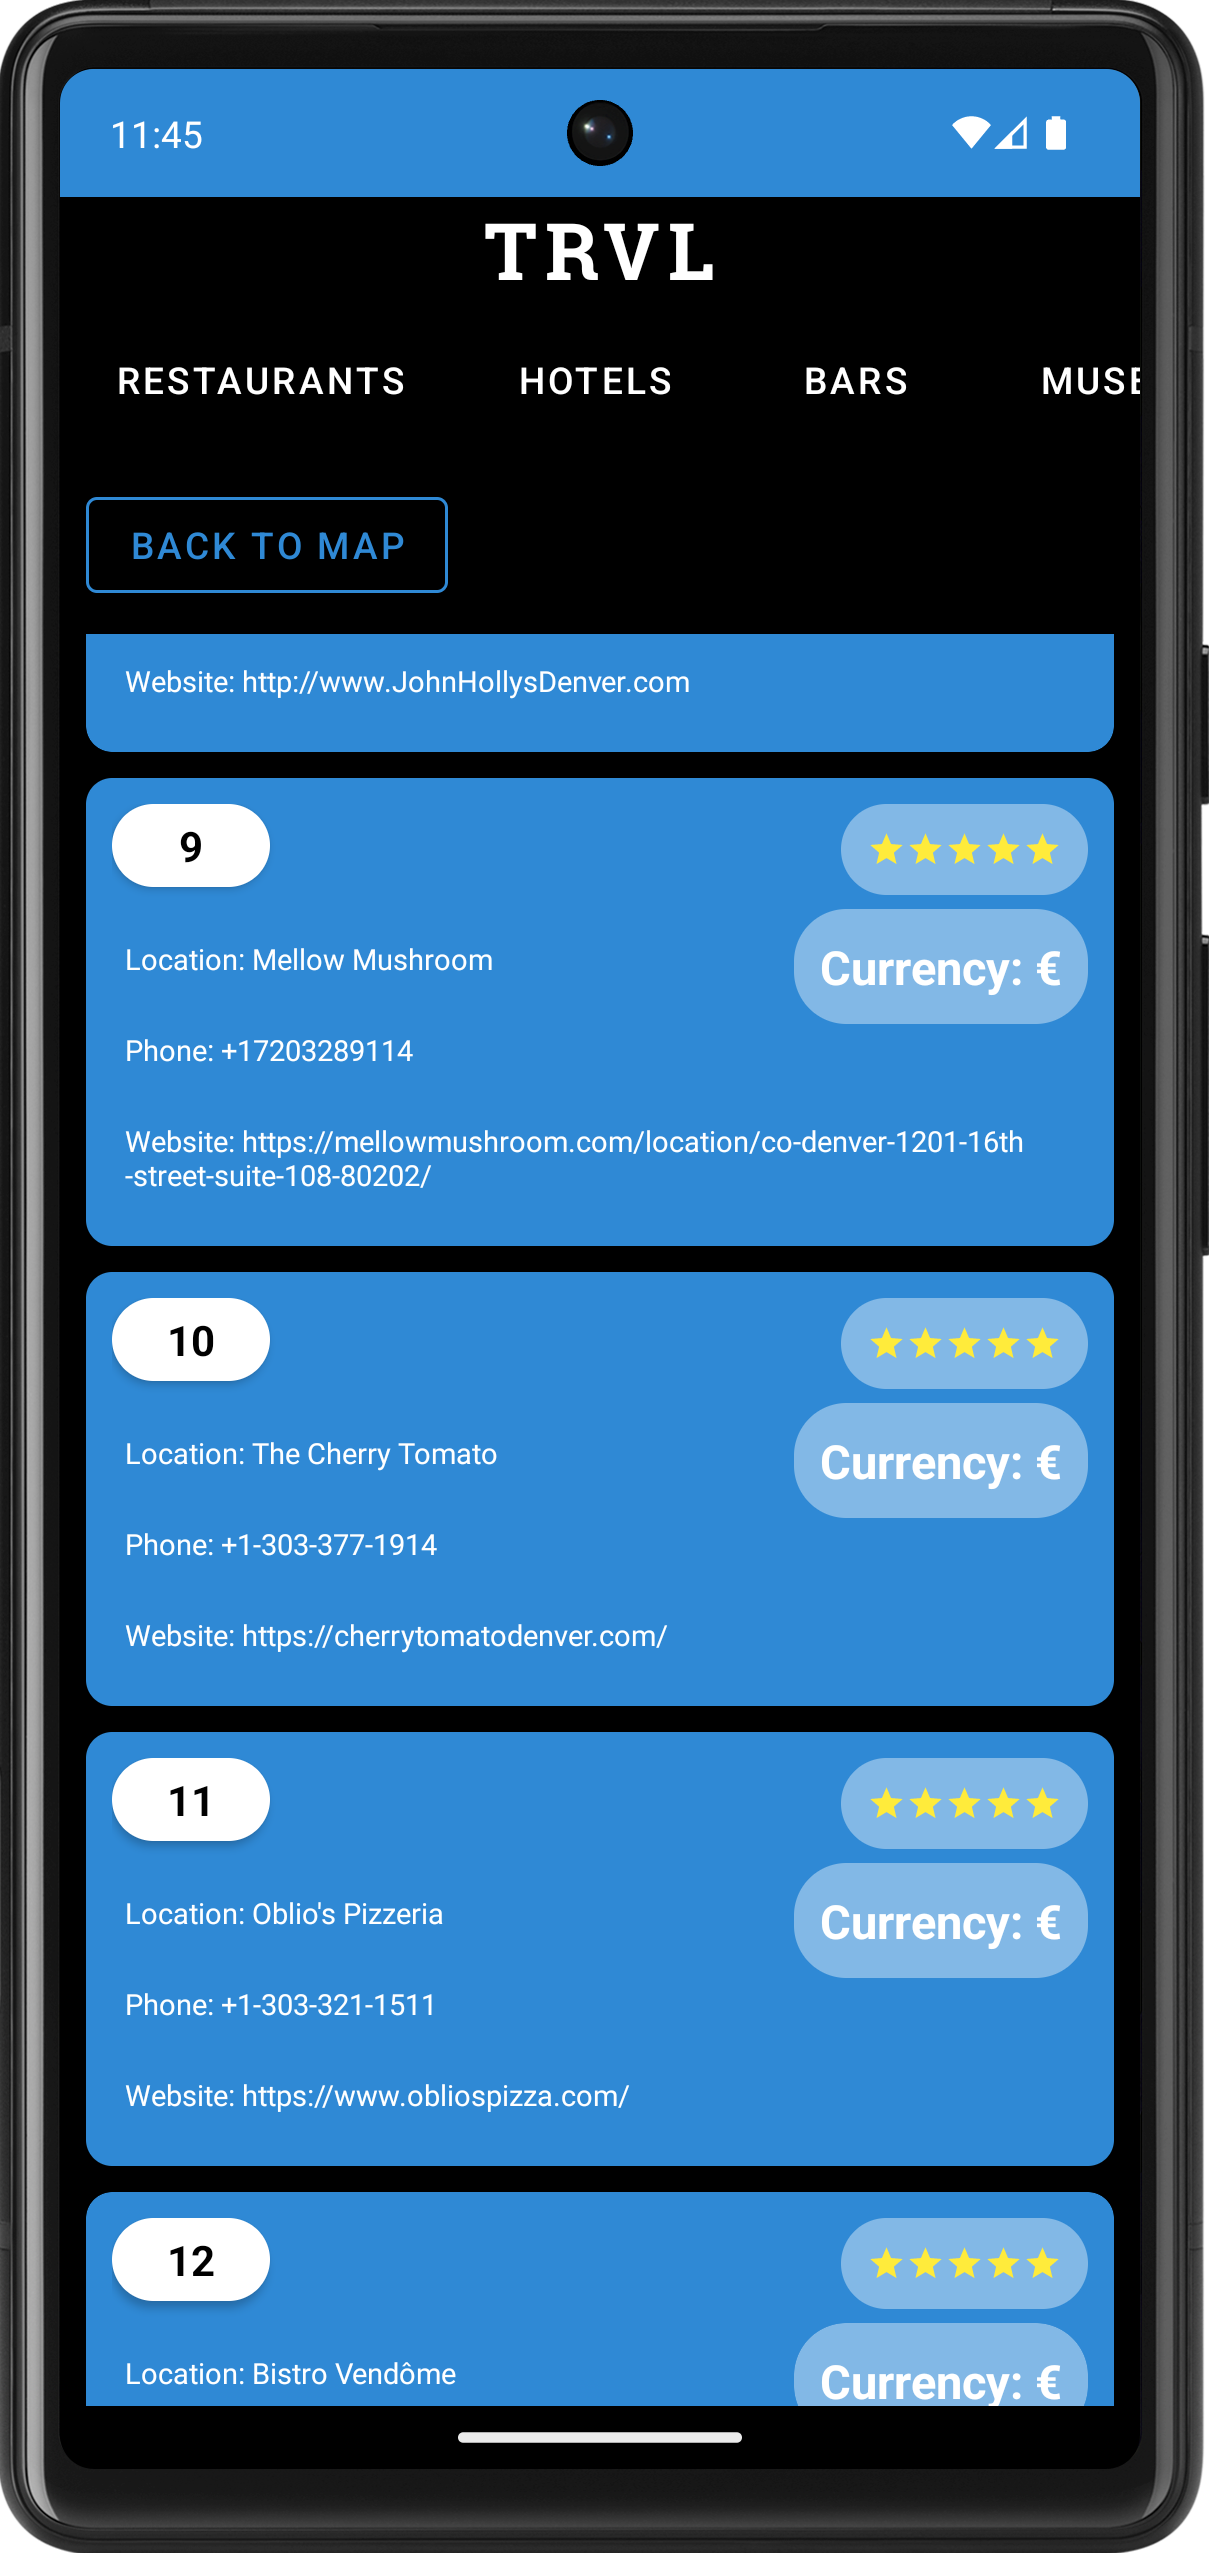 11:45
TRVL
RESTAURANTS HOTELS BARS MUSE
BACK TO MAP
Website: http://www.JohnHollysDenver.com
9
Location: Mellow Mushroom
Currency: €
Phone: +17203289114
Website: https://mellowmushroom.com/location/co-denver-1201-16th
-street-suite-108-80202/
10
Location: The Cherry Tomato
Currency: €
Phone: +1-303-377-1914
Website: https://cherrytomatodenver.com/
11
Location: Oblio's Pizzeria
Currency: €
Phone: +1-303-321-1511
Website: https://www.obliospizza.com/
12
Location: Bistro Vendôme
Currency: €